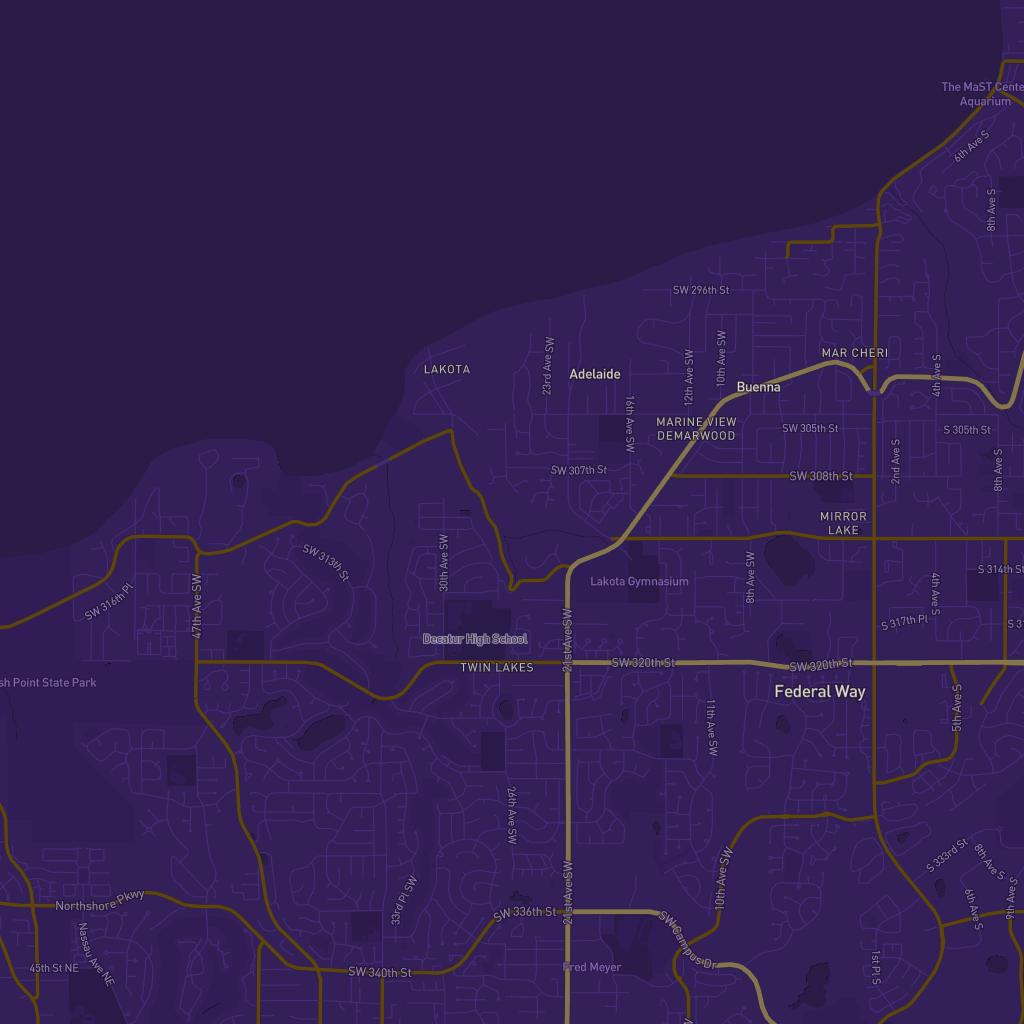 The MaST Cente
Aquarium
6th Ave S
8th Ave S
SW 296th St
MAR CHERI
LAKOTA
23rd Ave SW
Adelaide
12th Ave SW
10th Ave SW
4th Ave S
Buenna
16th Ave SW
MARINE VIEW
DEMARWOOD
SW 305th St
S 305th St
2nd Ave S
8th Ave S
SW 307th St
SW 308th St
MIRROR
LAKE
SW 313th St
30th Ave SW
Lakota Gymnasium
8th Ave SW
4th Ave S
S 314th St
SW 316th Pl
47th Ave SW
S 317th Pl
S 31
Decatur High School
21st Ave SW
TWIN LAKES
SW 320th St
SW 320th St
sh Point State Park
Federal Way
11th Ave SW
5th Ave S
26th Ave SW
S 333rd St
8th Ave S
33rd Pl SW
21st Ave SW
10th Ave SW
6th Ave S
9th Ave S
Northshore Pkwy
SW 336th St
SW Campus Dr
Nassau Ave NE
45th St NE
SW 340th St
Fred Meyer
1st Pl S
W